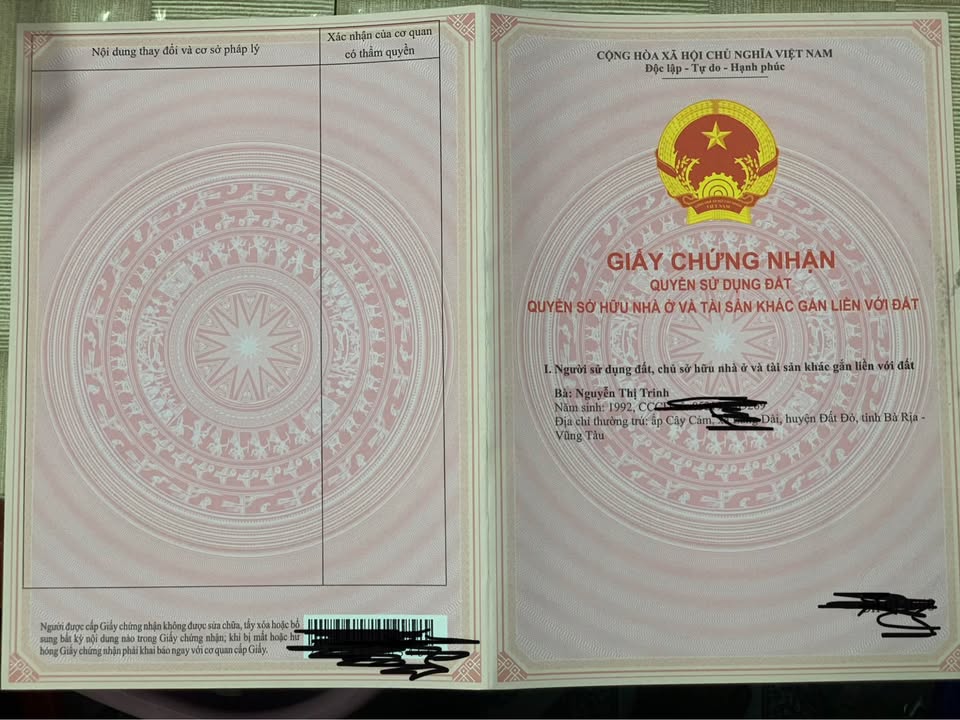 Nội dung thay đổi và cơ sở pháp lý
Xác nhận của cơ quan
có thẩm quyền
Người được cấp Giấy chứng nhận không được sửa chữa, tẩy xóa hoặc bổ
sung bất kỳ nội dung nào trong Giấy chứng nhận; khi bị mất hoặc hư
hỏng Giấy chứng nhận phải khai báo ngay với cơ quan cấp Giấy.
CỘNG HÒA XÃ HỘI CHỦ NGHĨA VIỆT NAM
Độc lập - Tự do - Hạnh phúc
VIỆT NAM
GIẤY CHỨNG NHẬN
QUYỀN SỬ DỤNG ĐẤT
QUYỀN SỞ HỮU NHÀ Ở VÀ TÀI SẢN KHÁC GẮN LIỀN VỚI ĐẤT
I. Người sử dụng đất, chủ sở hữu nhà ở và tài sản khác gắn liền với đất
Bà: Nguyễn Thị Trinh
Năm sinh: 1992,
Địa chỉ thường trú: ấp Cây Cám, Dài, huyện Đất Đỏ, tỉnh Bà Rịa -
Vũng Tàu